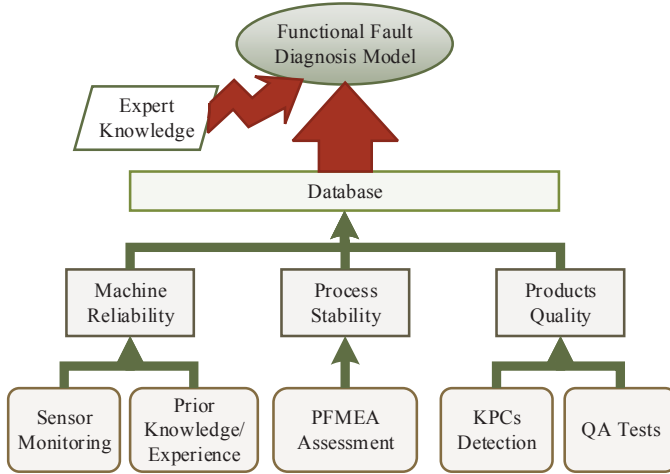 Functional Fault
Diagnosis Model
Expert
Knowledge
Database
Machine
Reliability
Process
Stability
Products
Quality
Sensor
Monitoring
Prior
Knowledge/
Experience
PFMEA
Assessment
KPCs
Detection
QA Tests